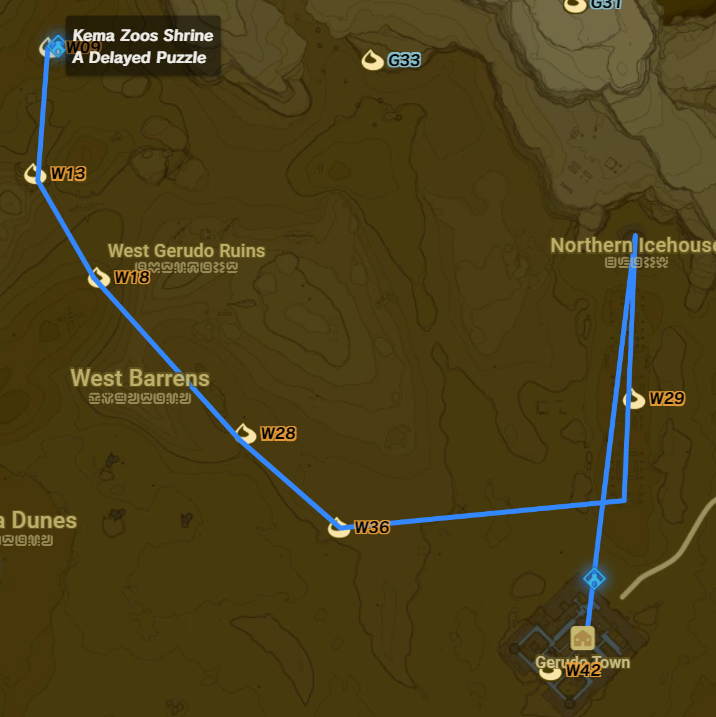 G31
Kema Zoos Shrine
W09
A Delayed Puzzle
G33
W13
Northern Icehouse
West Gerudo Ruins
W18
West Barrens
W29
W28
a Dunes
W36
Gerudo Town
W42